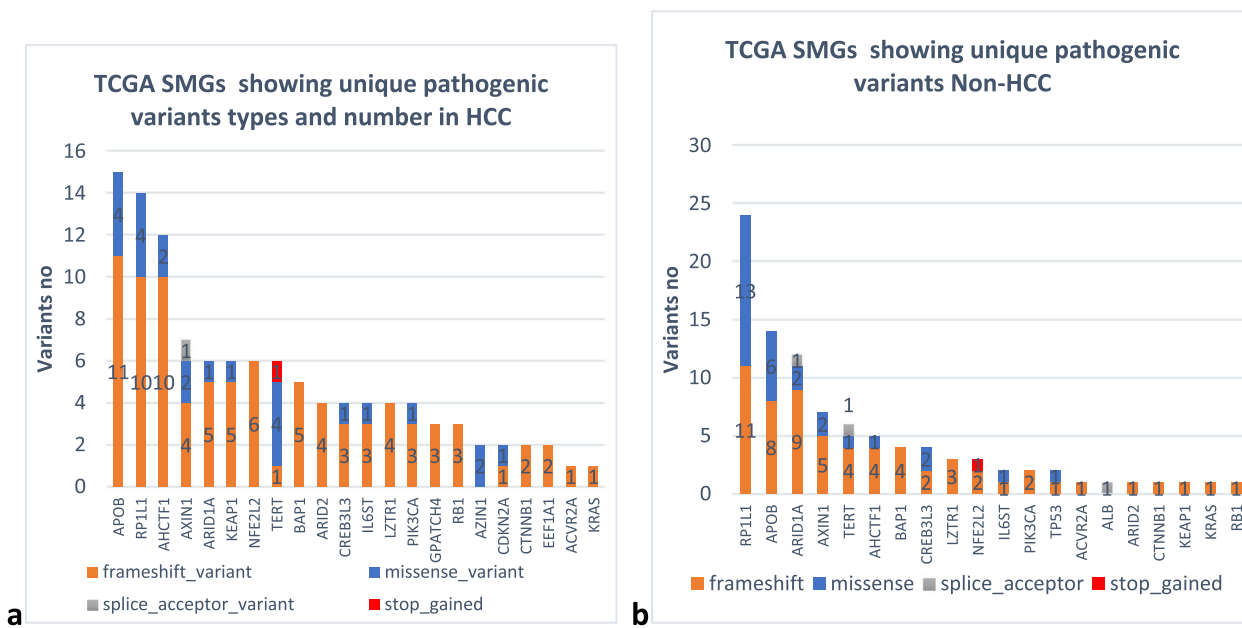 TCGA SMGs showing unique pathogenic
variants types and number in HCC
16
14
12
10
8
6
4
2
0
Variants no
4
4
2
1
2
1
1
1
4
1
1
1
2
1
11
10
10
4
5
5
6
1
5
4
3
3
4
3
3
3
1
2
2
1
1
APOB
RP1L1
AHCTF1
AXIN1
ARID1A
KEAP1
NFE2L2
TERT
BAP1
ARID2
CREB3L3
IL6ST
LZTR1
PIK3CA
GPATCH4
RB1
AZIN1
CDKN2A
CTNNB1
EEF1A1
ACVR2A
KRAS
frameshift_variant
missense_variant
splice_acceptor_variant
stop_gained
a
TCGA SMGs showing unique pathogenic
variants Non-HCC
30
25
20
15
10
5
0
Variants no
13
6
1
2
2
1
1
1
2
1
1
1
11
8
9
5
4
4
4
2
3
2
1
2
1
1
1
1
1
1
1
1
RP1L1
APOB
ARID1A
AXIN1
TERT
AHCTF1
BAP1
CREB3L3
LZTR1
NFE2L2
IL6ST
PIK3CA
TP53
ACVR2A
ALB
ARID2
CTNNB1
KEAP1
KRAS
RB1
frameshift
missense
splice_acceptor
stop_gained
b